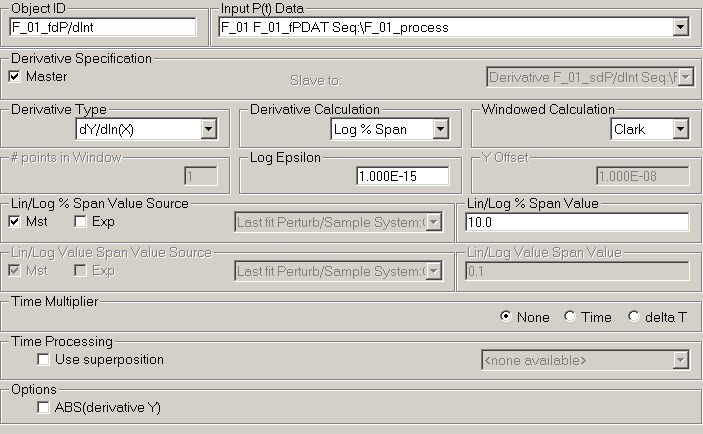 Object ID
Input P(t) Data
F_01_fdP/dlnt
F_01 F_01_fPDAT Seq:\F_01_process
Derivative Specification
Master
Slave to:
Derivative F_01_sdP/dlnt Seq:\F
Derivative Type
Derivative Calculation
Windowed Calculation
dY/dln(X)
Log % Span
Clark
# points in Window
Log Epsilon
Y Offset
1
1.000E-15
1.000E-08
Lin/Log % Span Value Source
Lin/Log % Span Value
Mst
Exp
Last fit Perturb/Sample System:
10.0
Lin/Log Value Span Value Source
Lin/Log Value Span Value
Mst
Exp
Last fit Perturb/Sample System:
0.1
Time Multiplier
None
Time
delta T
Time Processing
Use superposition
<none available>
Options
ABS(derivative Y)